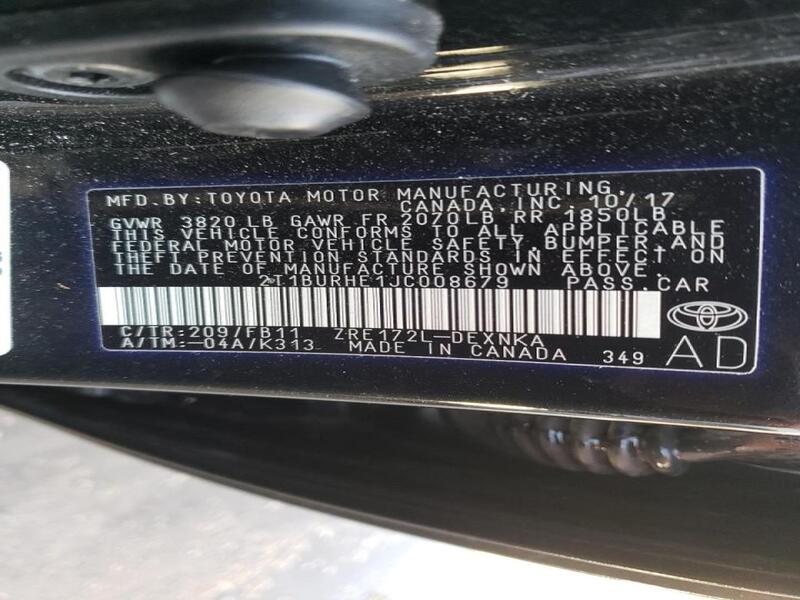 MFD.BY:TOYOTA MOTOR MANUFACTURING,
CANADA, INC. 10/17
GVWR 3820 LB GAWR FR 2070LB RR 1850LB
THIS VEHICLE CONFORMS TO ALL APPLICABLE
FEDERAL MOTOR VEHICLE SAFETY, BUMPER, AND
THEFT PREVENTION STANDARDS IN EFFECT ON
THE DATE OF MANUFACTURE SHOWN ABOVE.
2T1BURHE1JC008679 PASS.CAR
C/TR:209/FB11 ZRE172L-DEXNKA
A/TM:-04A/K313 MADE IN CANADA 349
AD